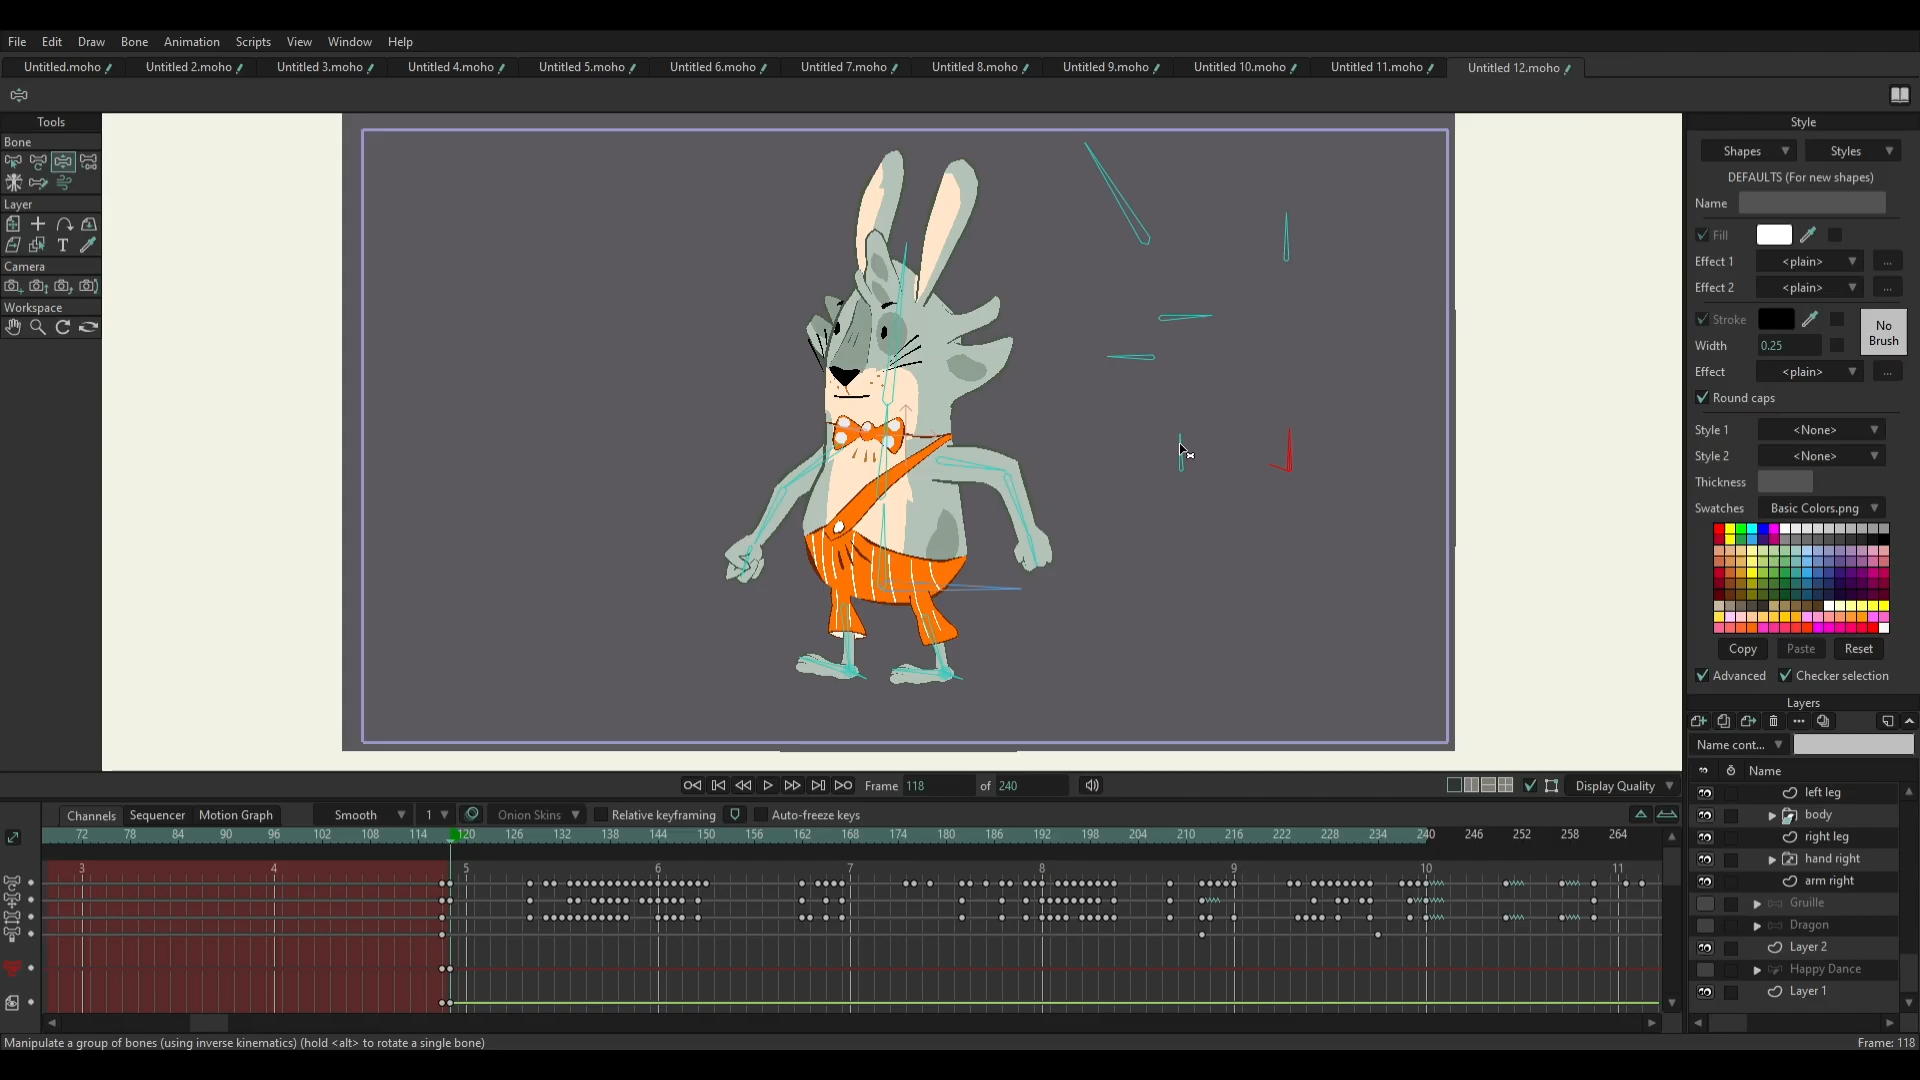 File Edit Draw Bone Animation Scripts View Window Help
Untitled.moho Untitled 2.moho Untitled 3.moho Untitled 4.moho Untitled 5.moho Untitled 6.moho Untitled 7.moho Untitled 8.moho Untitled 9.moho Untitled 10.moho Untitled 11.moho Untitled 12.moho
Tools
Bone
Layer
T
Camera
Workspace
Style
Shapes Styles
DEFAULTS (For new shapes)
Name
Fill
Effect 1 <plain> ...
Effect 2 <plain> ...
Stroke
No Brush
Width 0.25
Effect <plain> ...
Round caps
Style 1 <None>
Style 2 <None>
Thickness
Swatches Basic Colors.png
Copy Paste Reset
Advanced Checker selection
Layers
Name cont...
Name
left leg
body
right leg
hand right
arm right
Gruille
Dragon
Layer 2
Happy Dance
Layer 1
Frame 118 of 240 Display Quality
Channels Sequencer Motion Graph Smooth 1 Onion Skins Relative keyframing Auto-freeze keys
72 78 84 90 96 102 108 114 120 126 132 138 144 150 156 162 168 174 180 186 192 198 204 210 216 222 228 234 240 246 252 258 264
3 4 5 6 7 8 9 10 11
Manipulate a group of bones (using inverse kinematics) (hold <alt> to rotate a single bone) Frame: 118